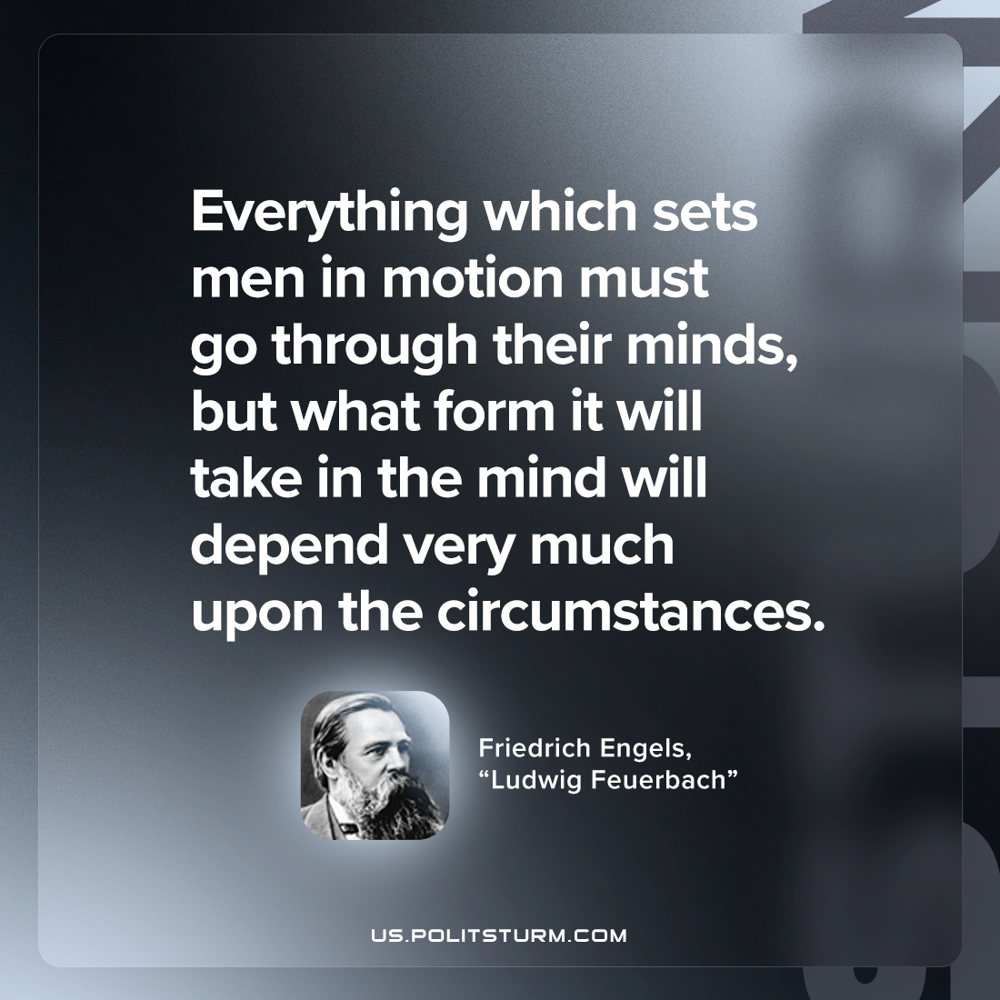 Everything which sets
men in motion must
go through their minds,
but what form it will
take in the mind will
depend very much
upon the circumstances.
Friedrich Engels,
“Ludwig Feuerbach”
US.POLITSTURM.COM